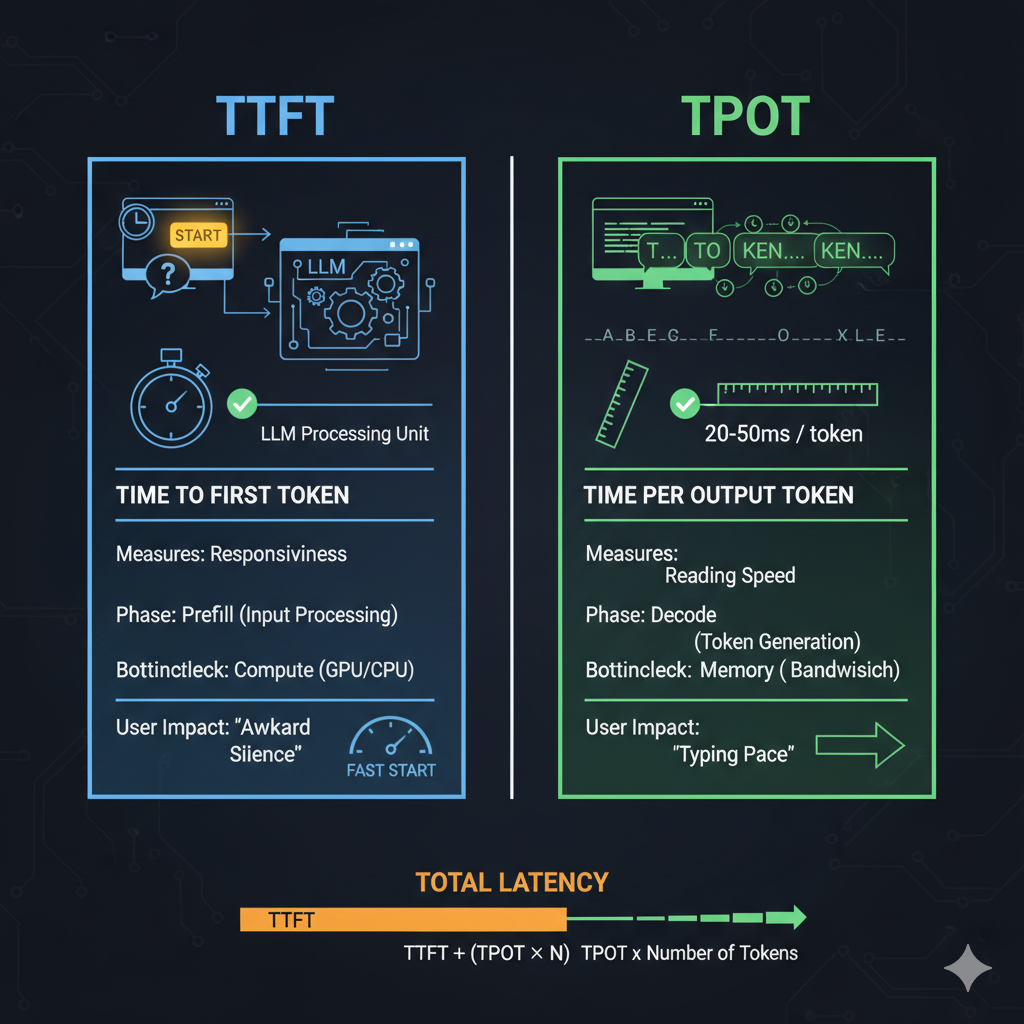 TTFT
START
?
LLM
LLM Processing Unit
TIME TO FIRST TOKEN
Measures: Responsiviness
Phase: Prefill (Input Processing)
Bottinctleck: Compute (GPU/CPU)
User Impact: "Awkard
Siience"
FAST START
TPOT
T... TO KEN.... KEN....
A B E G F O X L E
20-50ms / token
TIME PER OUTPUT TOKEN
Measures:
Reading Speed
Phase: Decode
(Token Generation)
Bottincleck: Memory ( Bandwisich)
User Impact:
"Typing Pace"
TOTAL LATENCY
TTFT
TTFT + (TPOT × N) TPOT x Number of Tokens